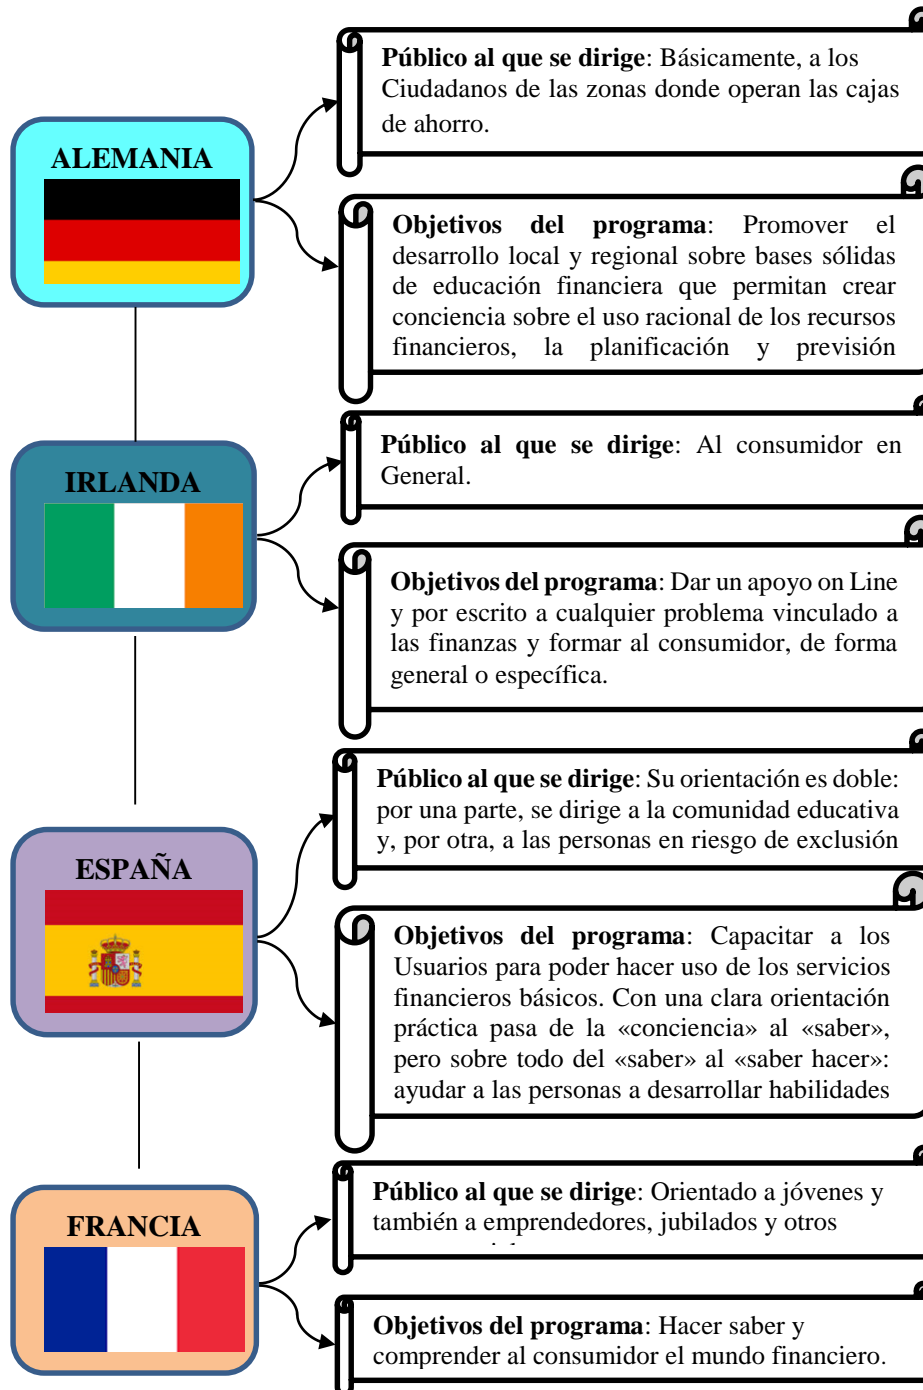 ALEMANIA
Público al que se dirige: Básicamente, a los
Ciudadanos de las zonas donde operan las cajas
de ahorro.
Objetivos del programa: Promover el
desarrollo local y regional sobre bases sólidas
de educación financiera que permitan crear
conciencia sobre el uso racional de los recursos
financieros, la planificación y previsión
IRLANDA
Público al que se dirige: Al consumidor en
General.
Objetivos del programa: Dar un apoyo on Line
y por escrito a cualquier problema vinculado a
las finanzas y formar al consumidor, de forma
general o específica.
ESPAÑA
Público al que se dirige: Su orientación es doble:
por una parte, se dirige a la comunidad educativa
y, por otra, a las personas en riesgo de exclusión
Objetivos del programa: Capacitar a los
Usuarios para poder hacer uso de los servicios
financieros básicos. Con una clara orientación
práctica pasa de la «conciencia» al «saber»,
pero sobre todo del «saber» al «saber hacer»:
ayudar a las personas a desarrollar habilidades
FRANCIA
Público al que se dirige: Orientado a jóvenes y
también a emprendedores, jubilados y otros
Objetivos del programa: Hacer saber y
comprender al consumidor el mundo financiero.